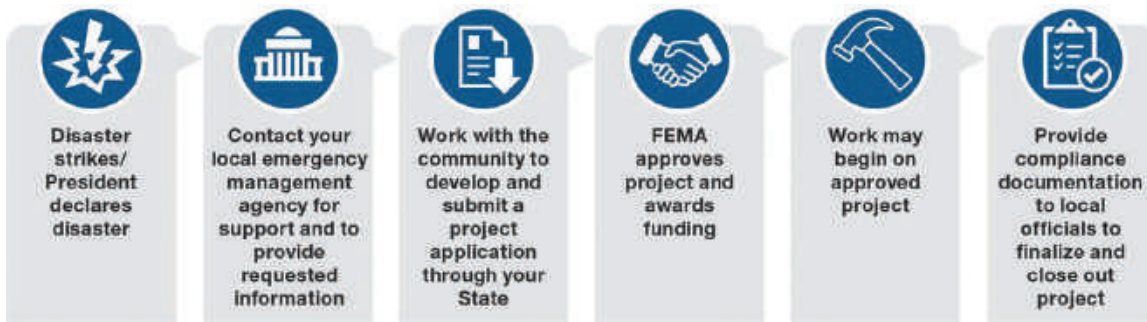 Disaster
strikes/
President
declares
disaster
Contact your
local emergency
management
agency for
support and to
provide
requested
information
Work with the
community to
develop and
submit a
project
application
through your
State
FEMA
approves
project and
awards
funding
Work may
begin on
approved
project
Provide
compliance
documentation
to local
officials to
finalize and
close out
project